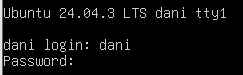 Ubuntu 24.04.3 LTS dani tty1
dani login: dani
Password: